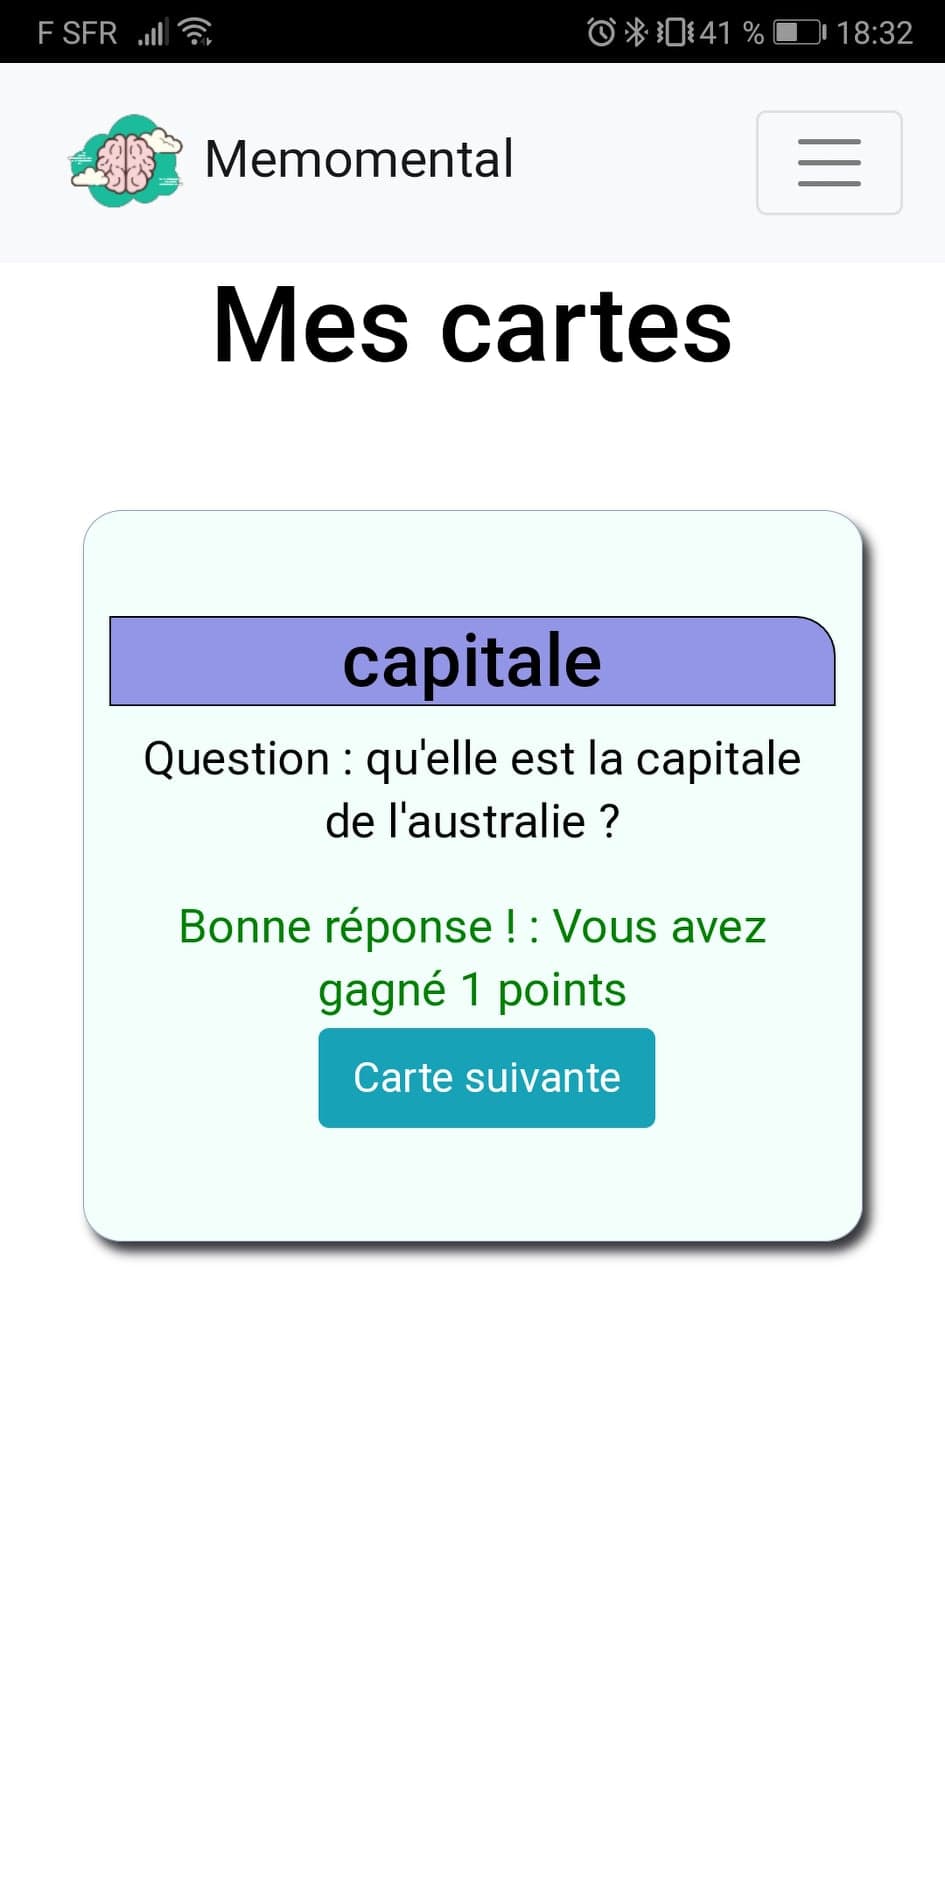 F SFR 41 % 18:32
Memomental
Mes cartes
capitale
Question : qu'elle est la capitale
de l'australie ?
Bonne réponse ! : Vous avez
gagné 1 points
Carte suivante